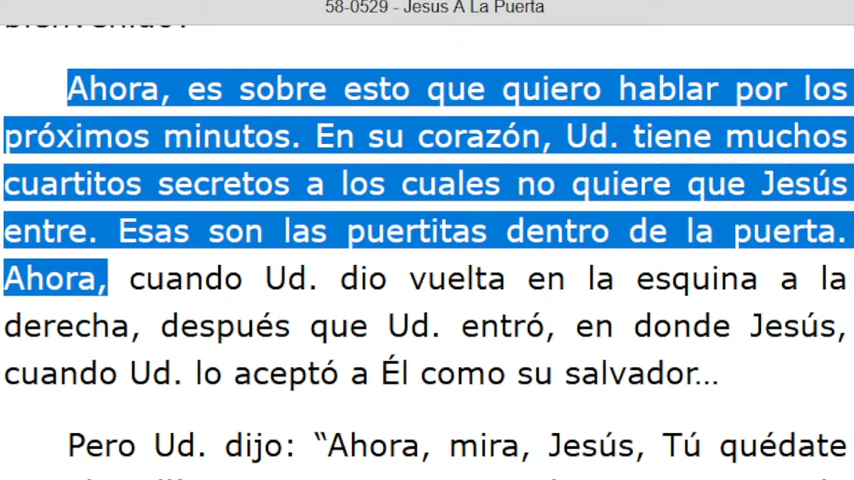 58-0529 - Jesus A La Puerta
Ahora, es sobre esto que quiero hablar por los
próximos minutos. En su corazón, Ud. tiene muchos
cuartitos secretos a los cuales no quiere que Jesús
entre. Esas son las puertitas dentro de la puerta.
Ahora, cuando Ud. dio vuelta en la esquina a la
derecha, después que Ud. entró, en donde Jesús,
cuando Ud. lo aceptó a Él como su salvador...
Pero Ud. dijo: “Ahora, mira, Jesús, Tú quédate